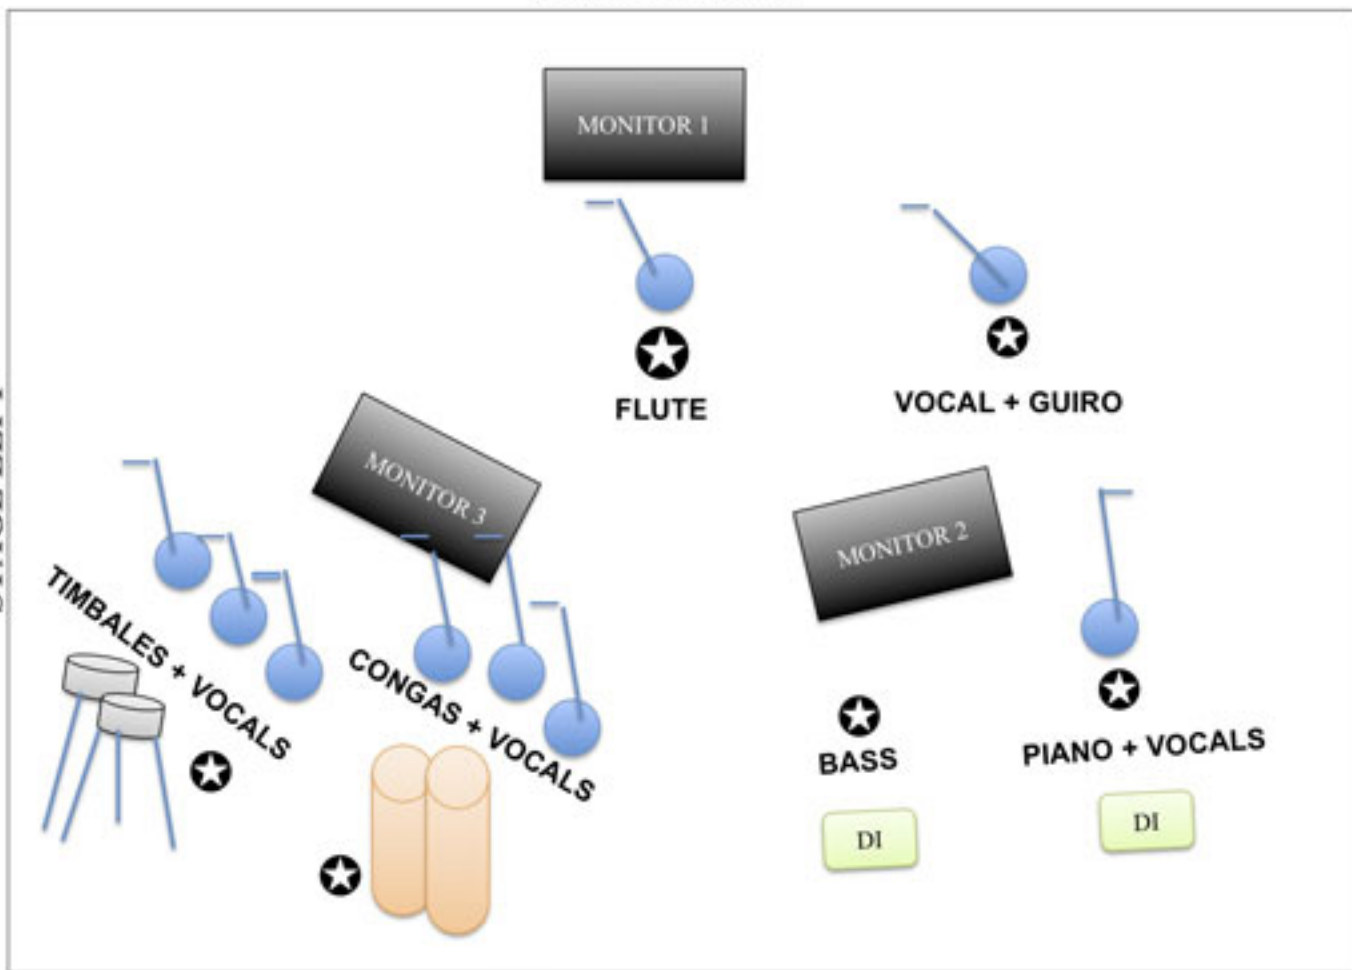 MONITOR 1
FLUTE
VOCAL + GUIRO
MONITOR 3
MONITOR 2
TIMBALES + VOCALS
CONGAS + VOCALS
BASS
PIANO + VOCALS
DI
DI